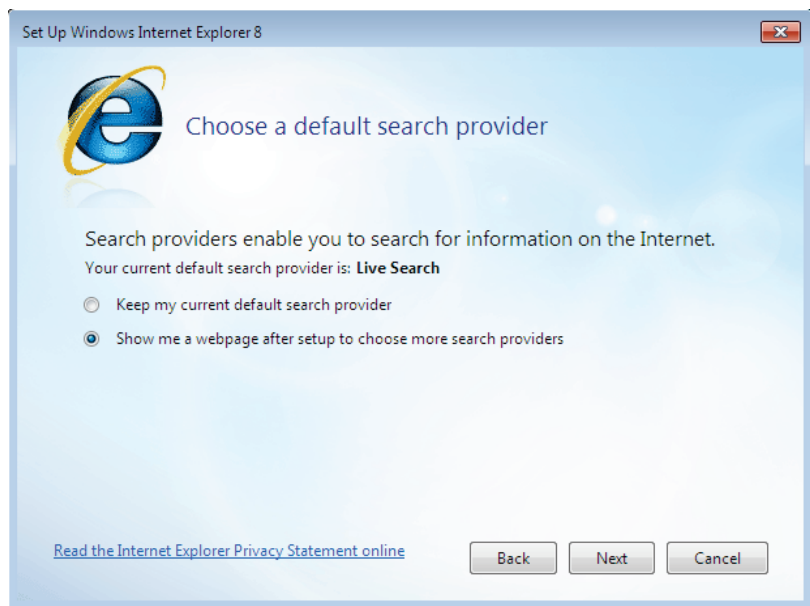 Set Up Windows Internet Explorer 8
Choose a default search provider
Search providers enable you to search for information on the Internet.
Your current default search provider is: Live Search
Keep my current default search provider
Show me a webpage after setup to choose more search providers
Read the Internet Explorer Privacy Statement online
Back Next Cancel